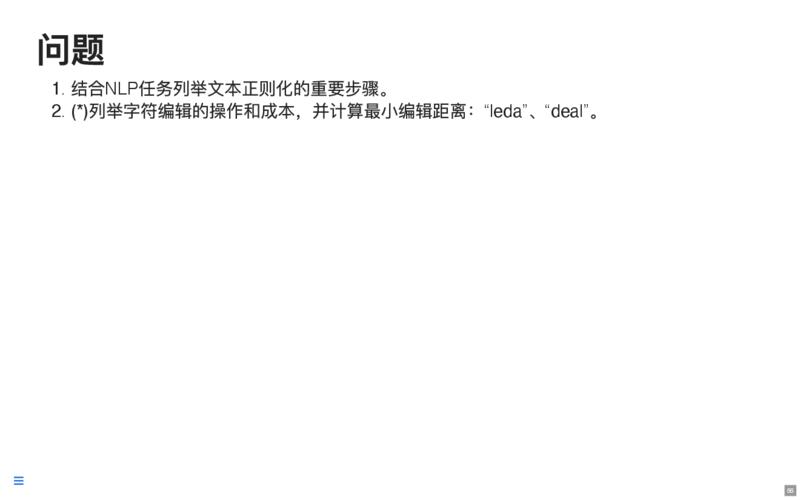 问题
1. 结合NLP任务列举文本正则化的重要步骤。
2. (*)列举字符编辑的操作和成本，并计算最小编辑距离：“leda”、“deal”。